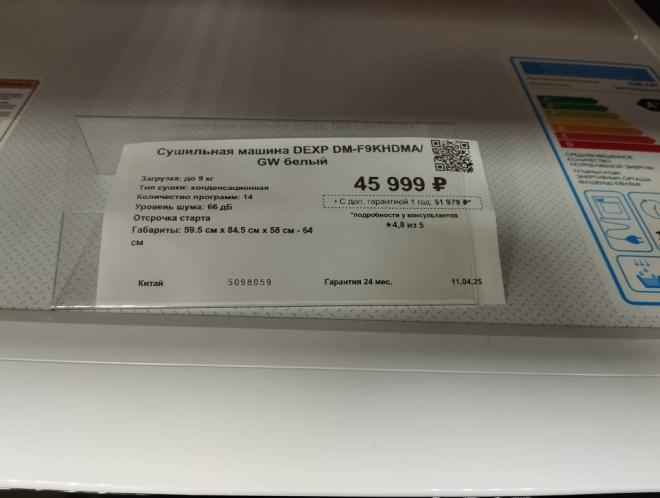 Сушильная машина DEXP DM-F9KHDMA/
GW белый
Загрузка: до 9 кг
Тип сушки: конденсационная
Количество программ: 14
Уровень шума: 66 дБ
Отсрочка старта
Габариты: 59.5 см x 84.5 см x 58 см - 64
см
45 999 ₽
• С доп. гарантией 1 год: 51 979 ₽*
*подробности у консультантов
★4,8 из 5
Китай
5098059
Гарантия 24 мес.
11.04.25